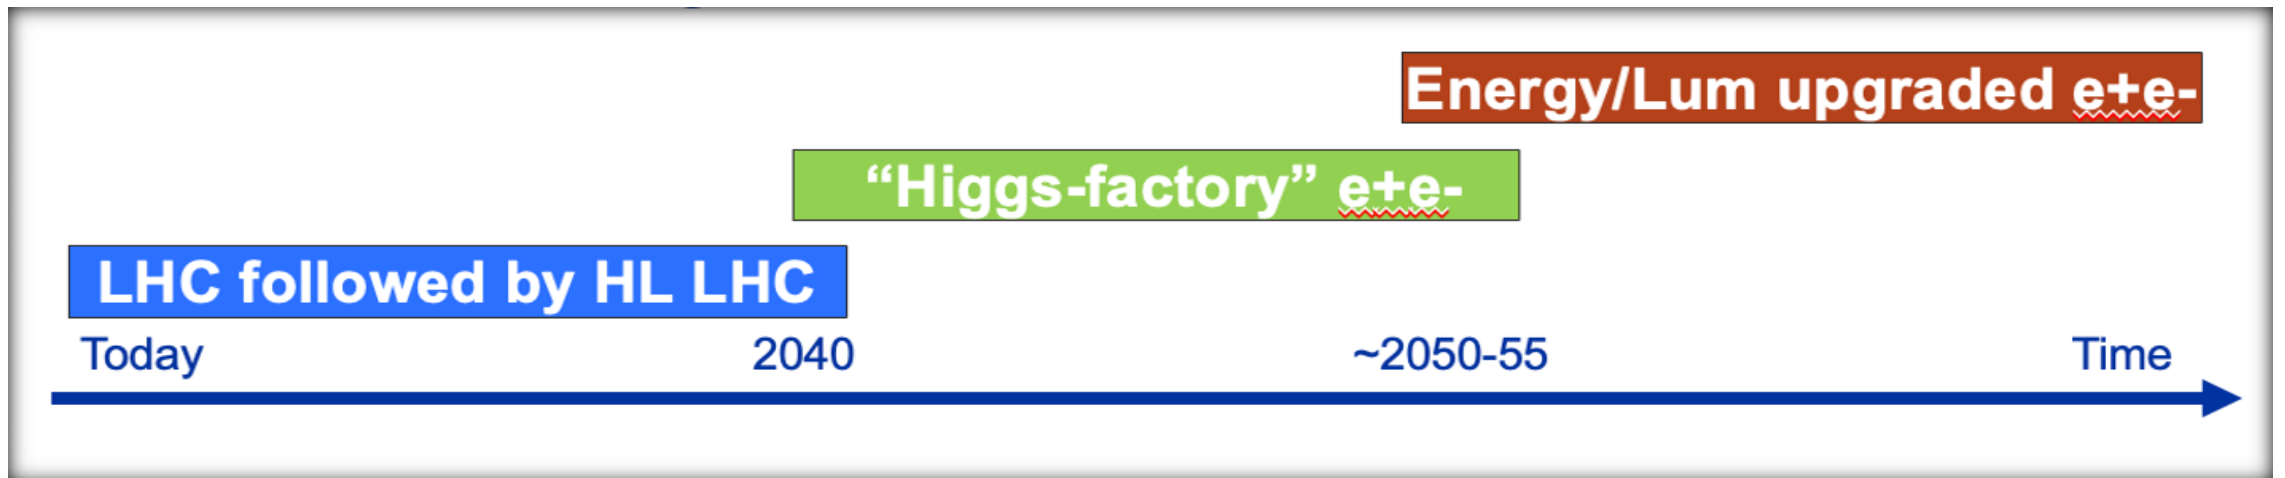 Energy/Lum upgraded e+e-
“Higgs-factory” e+e-
LHC followed by HL LHC
Today 2040 ~2050-55 Time